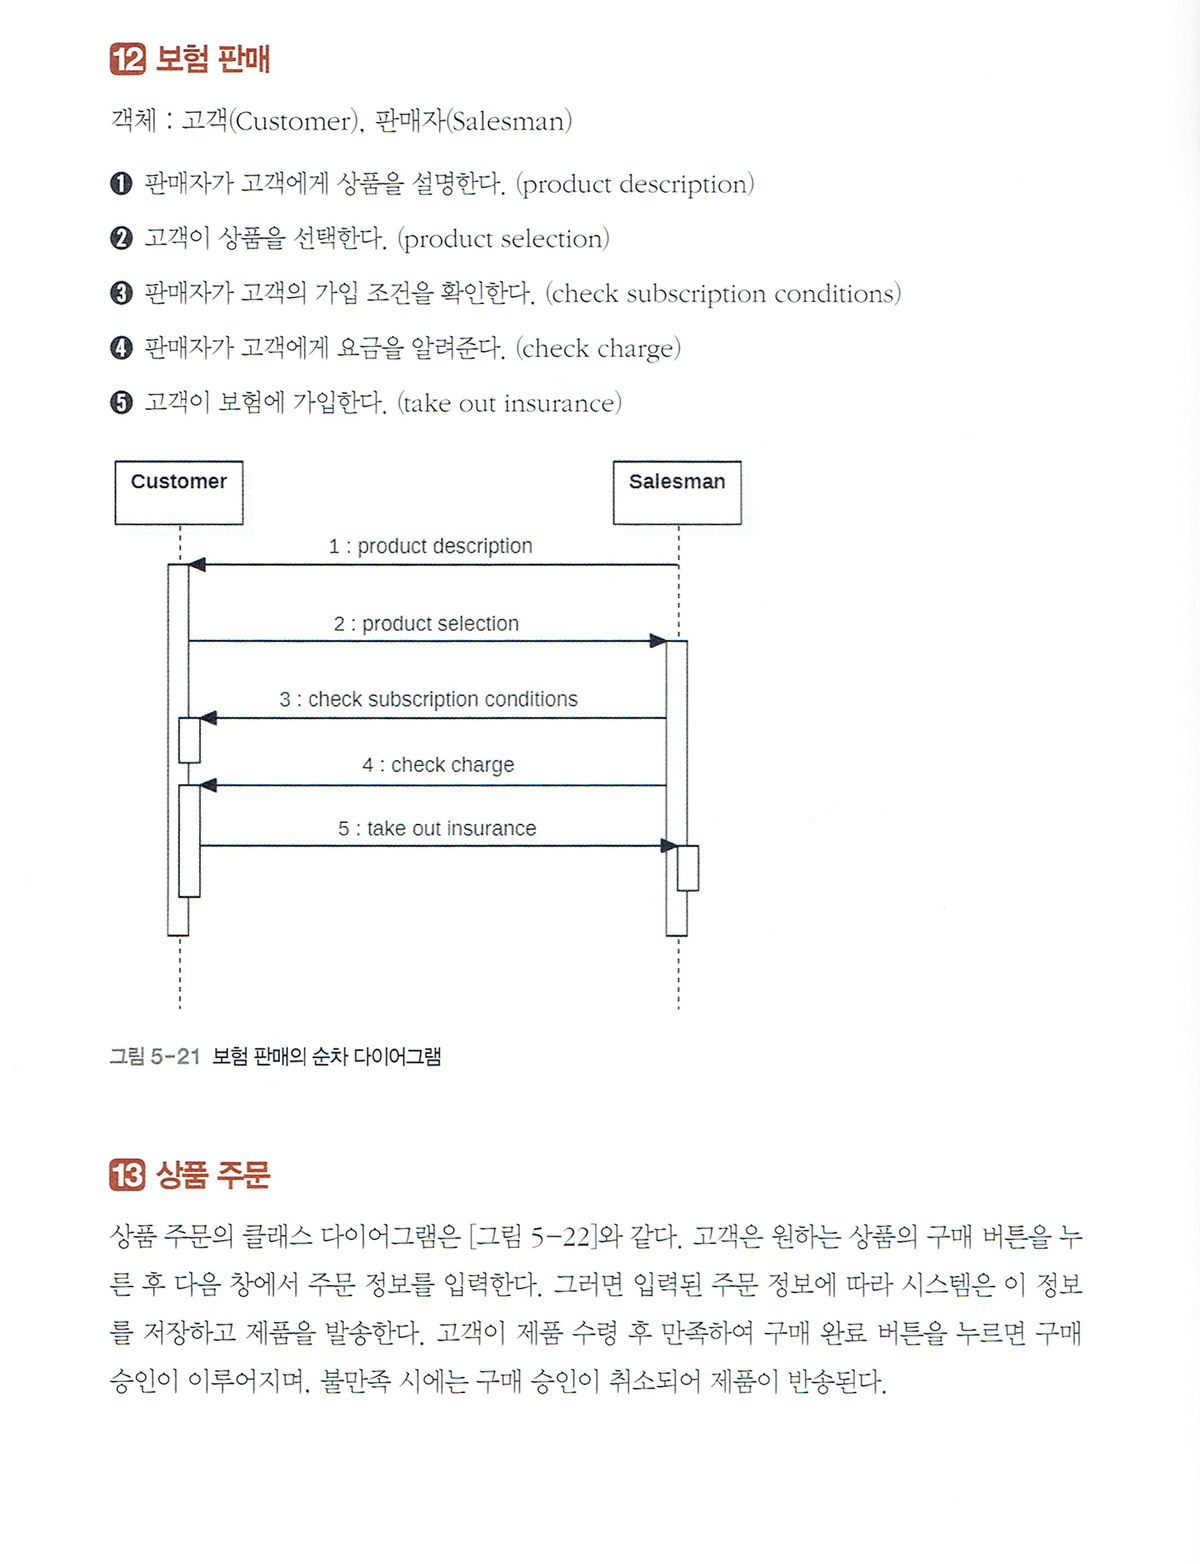 12 보험 판매
객체 : 고객(Customer), 판매자(Salesman)
❶ 판매자가 고객에게 상품을 설명한다. (product description)
❷ 고객이 상품을 선택한다. (product selection)
❸ 판매자가 고객의 가입 조건을 확인한다. (check subscription conditions)
❹ 판매자가 고객에게 요금을 알려준다. (check charge)
❺ 고객이 보험에 가입한다. (take out insurance)
Customer
Salesman
1 : product description
2 : product selection
3 : check subscription conditions
4 : check charge
5 : take out insurance
그림 5-21 보험 판매의 순차 다이어그램
13 상품 주문
상품 주문의 클래스 다이어그램은 [그림 5-22]와 같다. 고객은 원하는 상품의 구매 버튼을 누
른 후 다음 창에서 주문 정보를 입력한다. 그러면 입력된 주문 정보에 따라 시스템은 이 정보
를 저장하고 제품을 발송한다. 고객이 제품 수령 후 만족하여 구매 완료 버튼을 누르면 구매
승인이 이루어지며, 불만족 시에는 구매 승인이 취소되어 제품이 반송된다.